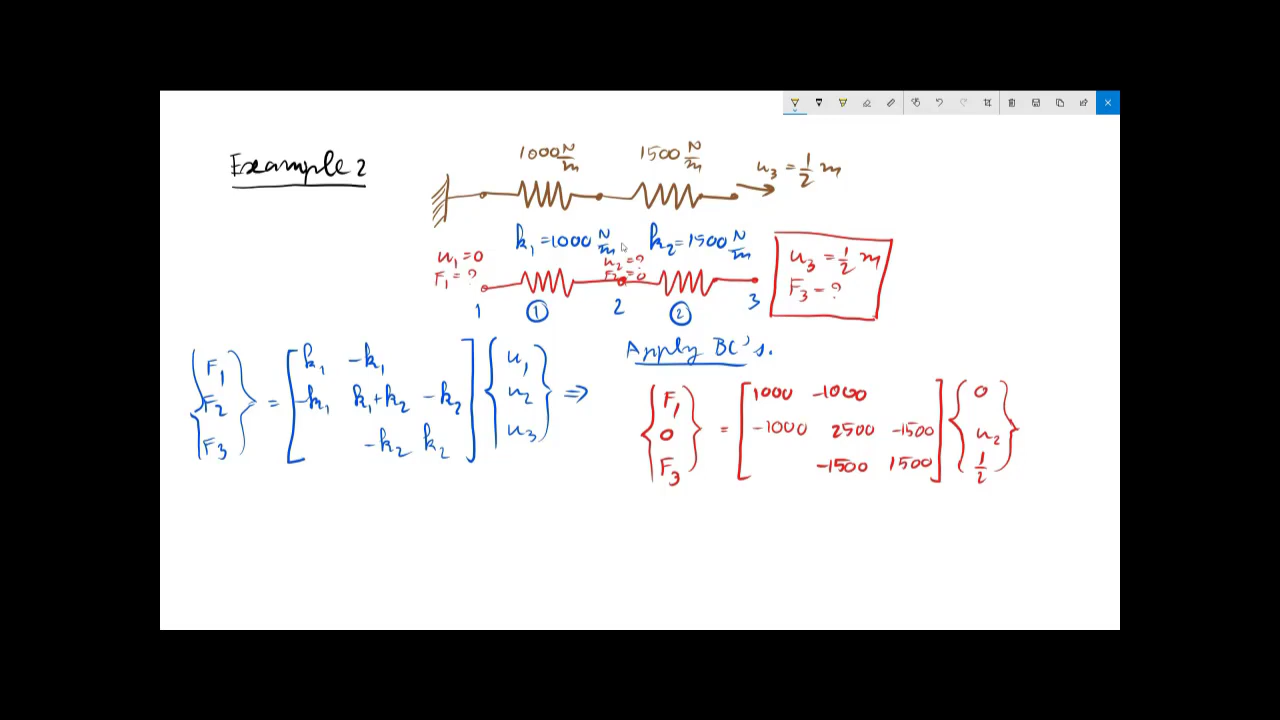 Example 2
1000 N/m 1500 N/m u₃ = 1/2 m
k₁ = 1000 N/m k₂ = 1500 N/m
u₁ = 0 u₂ = ? u₃ = 1/2 m
F₁ = ? F₂ = 0 F₃ = ?
1 ① 2 ② 3
Apply BC's.
{F₁ F₂ F₃} = [k₁ -k₁; -k₁ k₁+k₂ -k₂; -k₂ k₂] {u₁ u₂ u₃} ⇒
{F₁ 0 F₃} = [1000 -1000; -1000 2500 -1500; -1500 1500] {0 u₂ 1/2}